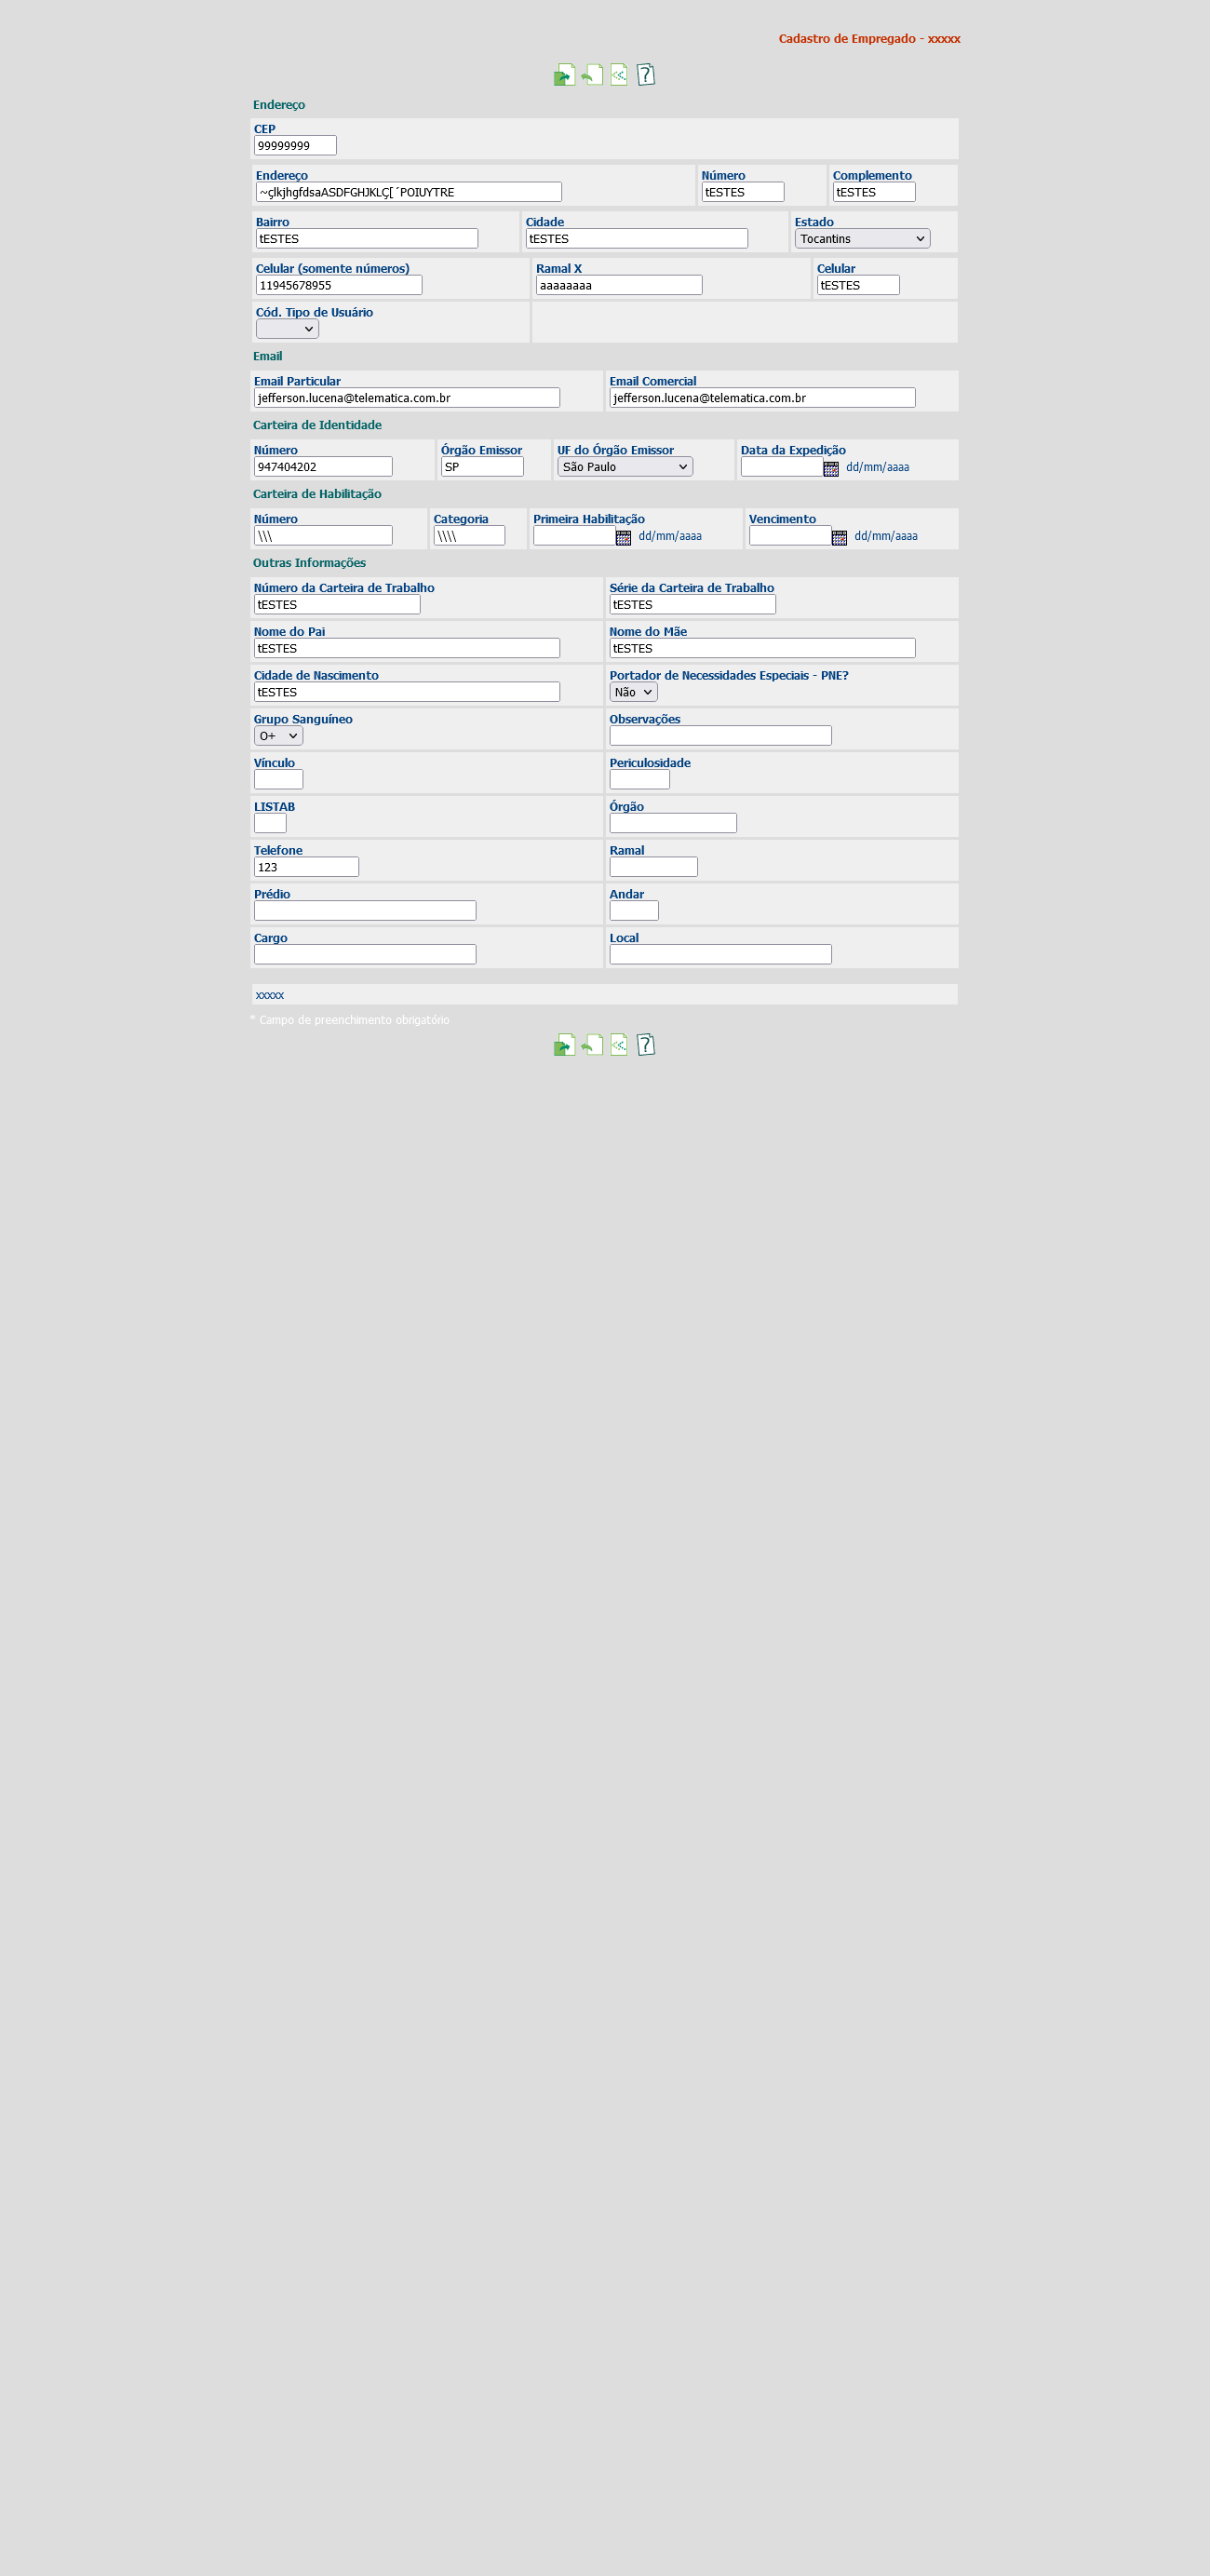 Cadastro de Empregado - xxxxx
Endereço
CEP
99999999
Endereço Número Complemento
~çlkjhgfdsaASDFGHJKLÇ[´POIUYTRE tESTES tESTES
Bairro Cidade Estado
tESTES tESTES Tocantins
Celular (somente números) Ramal X Celular
11945678955 aaaaaaaa tESTES
Cód. Tipo de Usuário
Email
Email Particular Email Comercial
jefferson.lucena@telematica.com.br jefferson.lucena@telematica.com.br
Carteira de Identidade
Número Órgão Emissor UF do Órgão Emissor Data da Expedição
947404202 SP São Paulo dd/mm/aaaa
Carteira de Habilitação
Número Categoria Primeira Habilitação Vencimento
\\\ \\\\ dd/mm/aaaa dd/mm/aaaa
Outras Informações
Número da Carteira de Trabalho Série da Carteira de Trabalho
tESTES tESTES
Nome do Pai Nome do Mãe
tESTES tESTES
Cidade de Nascimento Portador de Necessidades Especiais - PNE?
tESTES Não
Grupo Sanguíneo Observações
O+
Vínculo Periculosidade
LISTAB Órgão
Telefone Ramal
123
Prédio Andar
Cargo Local
xxxxx
* Campo de preenchimento obrigatório